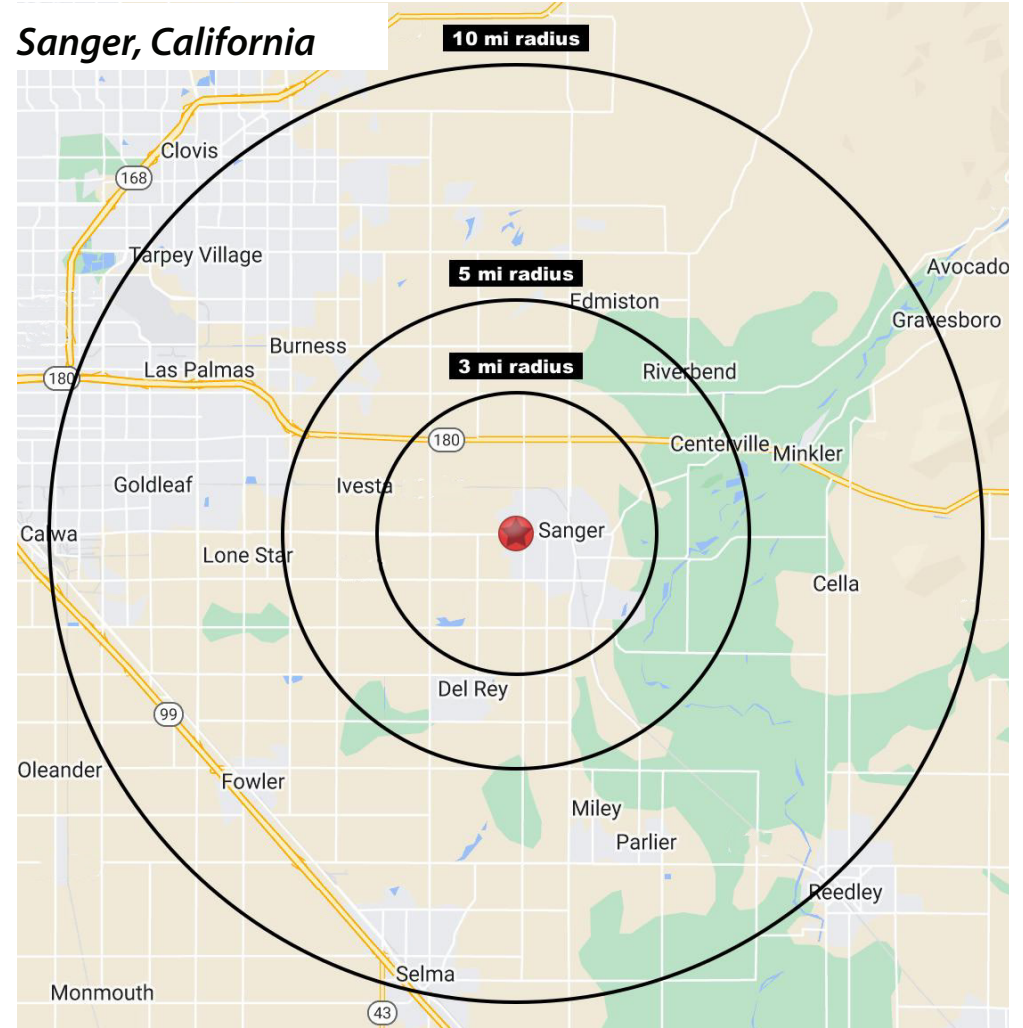 Sanger, California
10 mi radius
Clovis
168
Tarpey Village
5 mi radius
Avocado
Edmiston
Gravesboro
Burness
3 mi radius
Las Palmas
Riverbend
180
180
Centerville
Minkler
Goldleaf
Ivesta
Calwa
Sanger
Lone Star
Cella
Del Rey
99
Oleander
Fowler
Miley
Parlier
Reedley
Selma
Monmouth
43